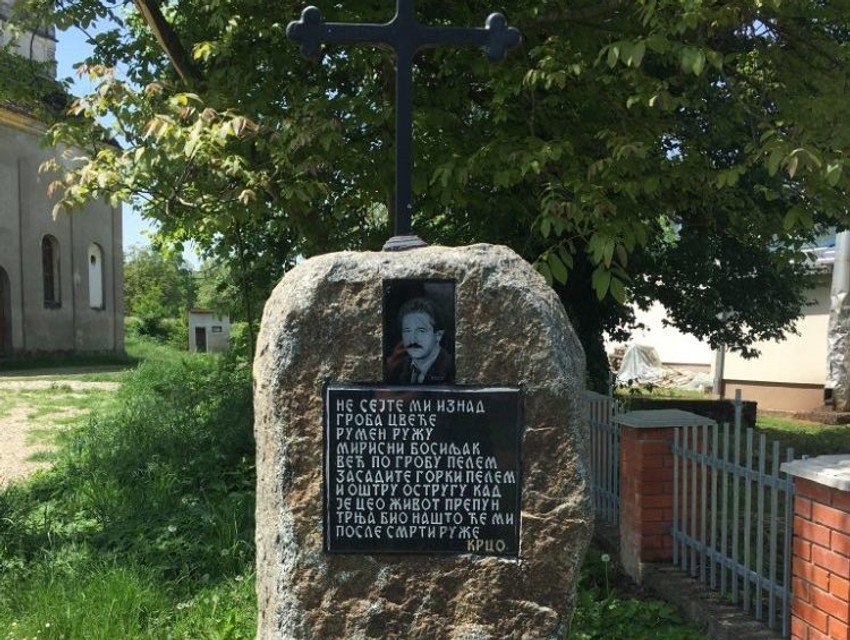 НЕ СЕЈТЕ МИ ИЗНАД
ГРОБА ЦВЕЋЕ
РУМЕН РУЖУ
МИРИСНИ БОСИЉАК
ВЕЋ ПО ГРОБУ ПЕЛЕМ
ЗАСАДИТЕ ГОРКИ ПЕЛЕМ
И ОШТРУ ОСТРУГУ КАД
ЈЕ ЦЕО ЖИВОТ ПРЕПУН
ТРЊА БИО НАШТО ЋЕ МИ
ПОСЛЕ СМРТИ РУЖЕ
КРЦО.